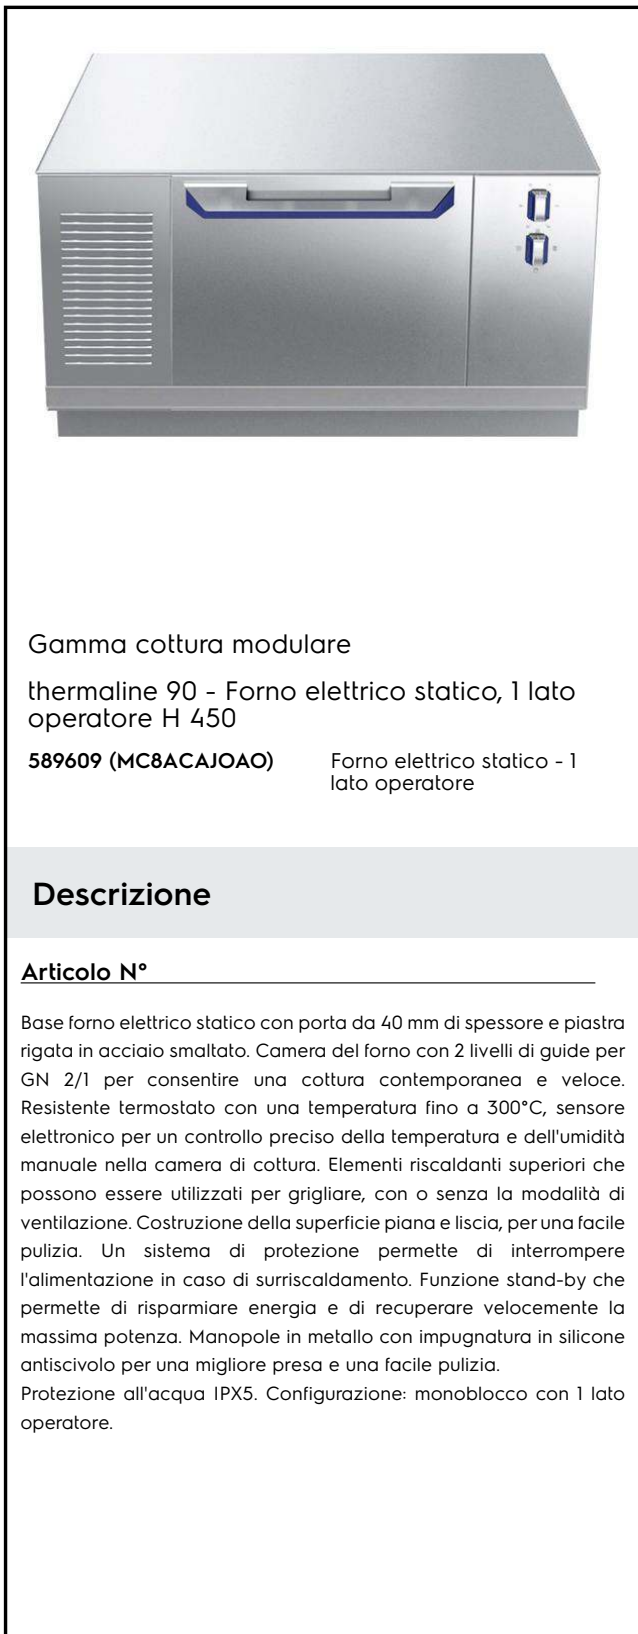 Gamma cottura modulare
thermaline 90 - Forno elettrico statico, 1 lato
operatore H 450
589609 (MC8ACAJOAO) Forno elettrico statico - 1
lato operatore
Descrizione
Articolo N°
Base forno elettrico statico con porta da 40 mm di spessore e piastra
rigata in acciaio smaltato. Camera del forno con 2 livelli di guide per
GN 2/1 per consentire una cottura contemporanea e veloce.
Resistente termostato con una temperatura fino a 300°C, sensore
elettronico per un controllo preciso della temperatura e dell'umidità
manuale nella camera di cottura. Elementi riscaldanti superiori che
possono essere utilizzati per grigliare, con o senza la modalità di
ventilazione. Costruzione della superficie piana e liscia, per una facile
pulizia. Un sistema di protezione permette di interrompere
l'alimentazione in caso di surriscaldamento. Funzione stand-by che
permette di risparmiare energia e di recuperare velocemente la
massima potenza. Manopole in metallo con impugnatura in silicone
antiscivolo per una migliore presa e una facile pulizia.
Protezione all'acqua IPX5. Configurazione: monoblocco con 1 lato
operatore.